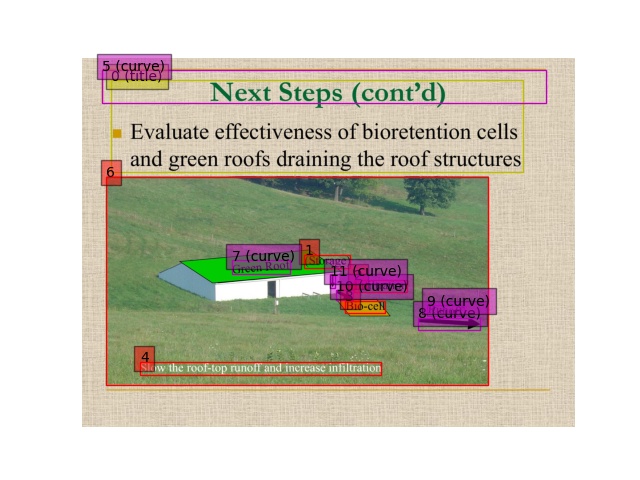 5 (curve)
0 (title)
Next Steps (cont'd)
Evaluate effectiveness of bioretention cells
and green roofs draining the roof structures
6
7 (curve)
1
Green Roof
(Storage)
11 (curve)
10 (curve)
Bio-cell
9 (curve)
8 (curve)
4
Slow the roof-top runoff and increase infiltration